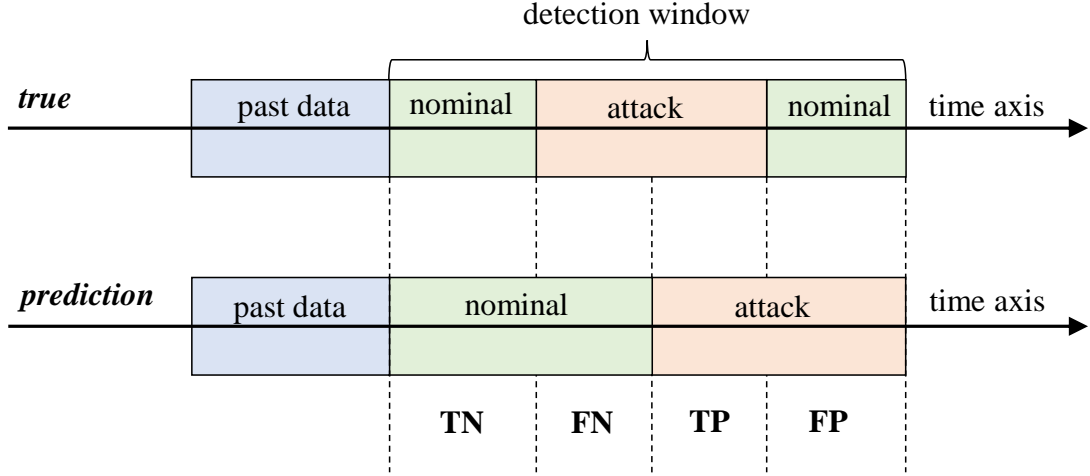 detection window
true
past data nominal attack nominal time axis
prediction
past data nominal attack time axis
TN FN TP FP